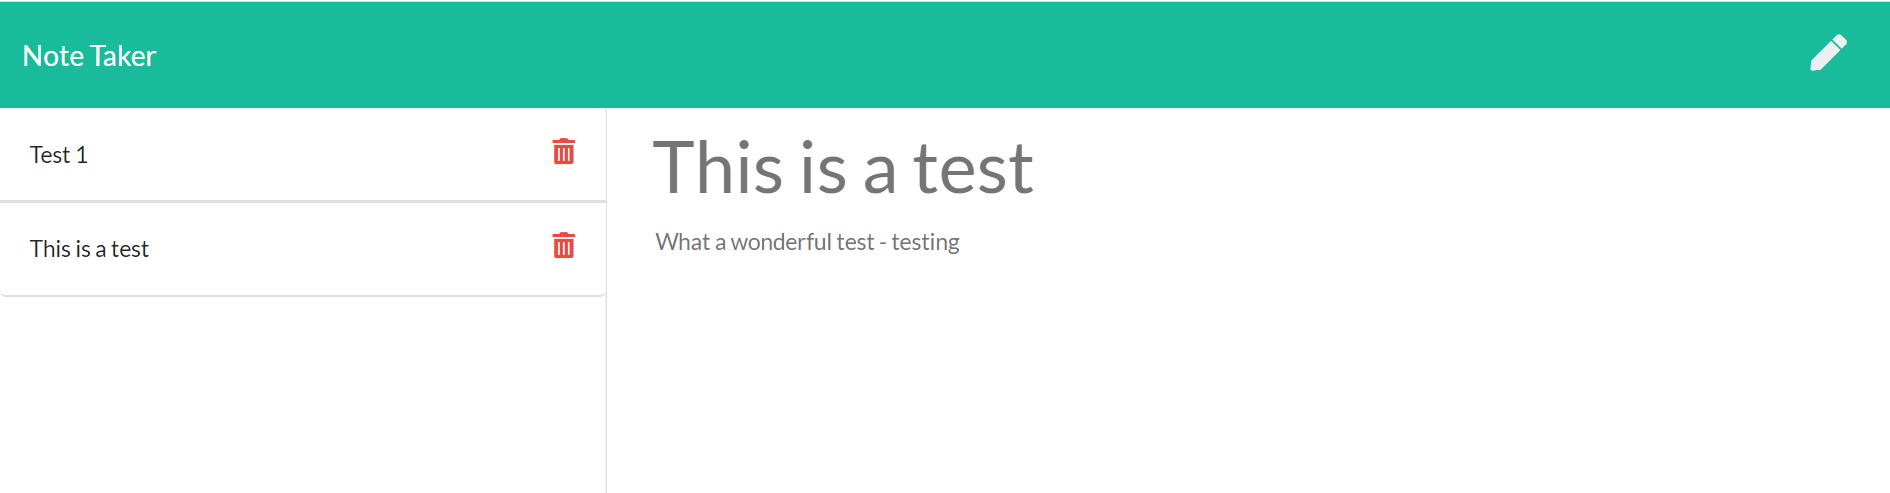 Note Taker
Test 1
This is a test
This is a test
What a wonderful test - testing